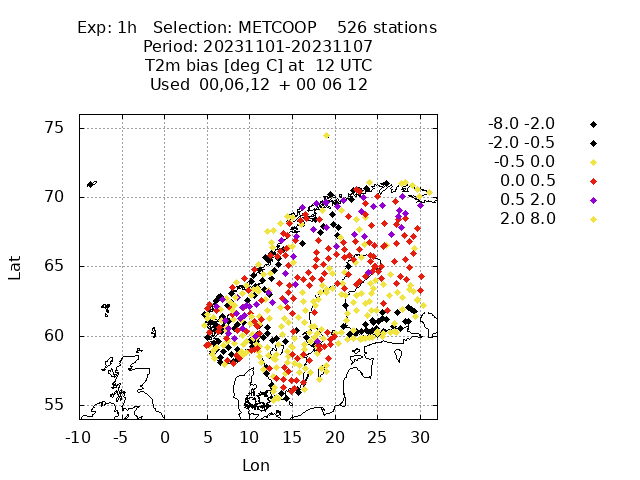 Exp: 1h   Selection: METCOOP    526 stations
Period: 20231101-20231107
T2m bias [deg C] at  12 UTC
Used  00,06,12  + 00 06 12
-8.0 -2.0
-2.0 -0.5
-0.5 0.0
0.0 0.5
0.5 2.0
2.0 8.0
75
70
65
60
55
Lat
-10 -5 0 5 10 15 20 25 30
Lon